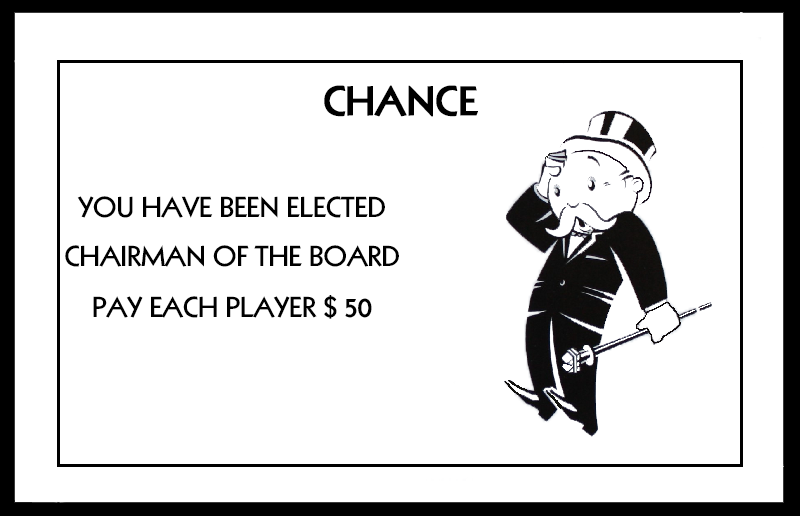 CHANCE
YOU HAVE BEEN ELECTED
CHAIRMAN OF THE BOARD
PAY EACH PLAYER $ 50